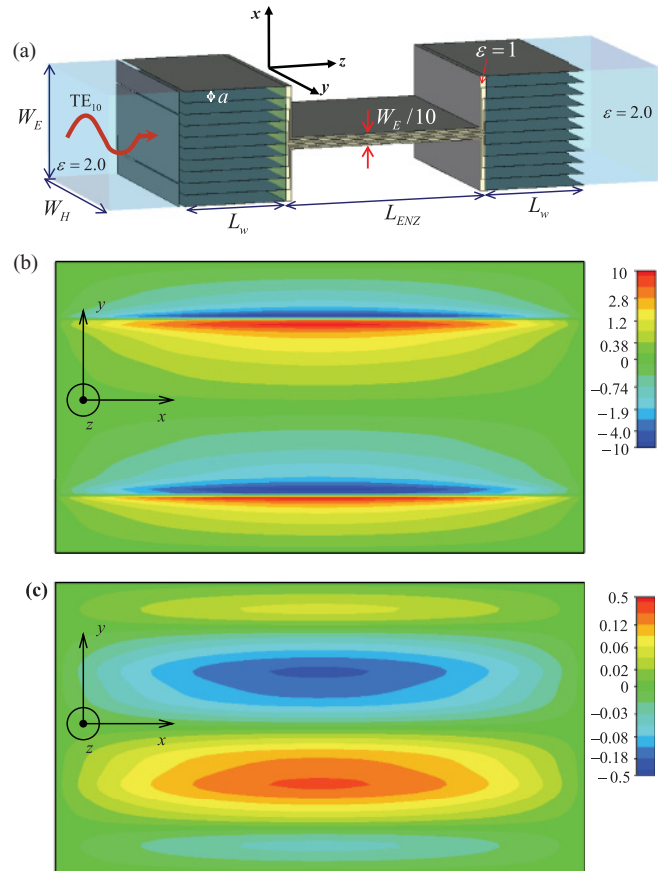 (a)
x
z
y
ε = 1
W_E
TE₁₀
a
W_E /10
ε = 2.0
ε = 2.0
W_H
L_w
L_ENZ
L_w
(b)
y
x
z
10
2.8
1.2
0.38
0
−0.74
−1.9
−4.0
−10
(c)
y
x
z
0.5
0.12
0.06
0.02
0
−0.03
−0.08
−0.18
−0.5